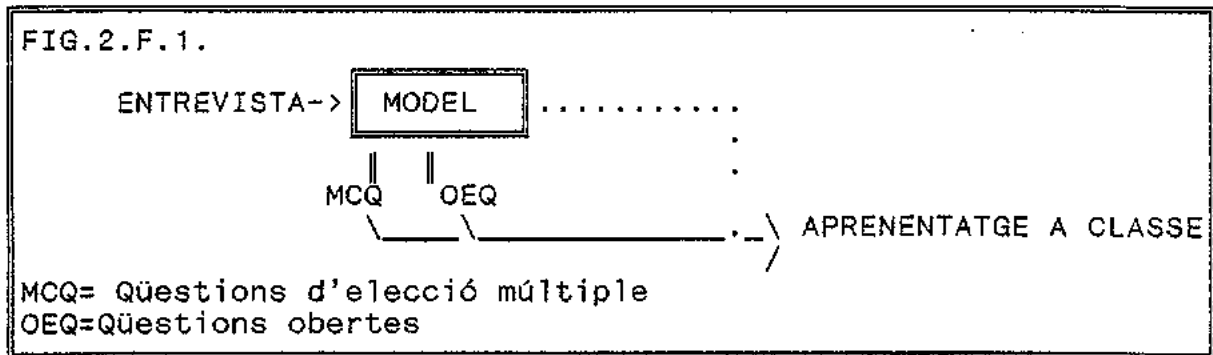 FIG.2.F.1.
ENTREVISTA-> MODEL ...........
MCQ OEQ
APRENENTATGE A CLASSE
MCQ= Qüestions d'elecció múltiple
OEQ=Qüestions obertes